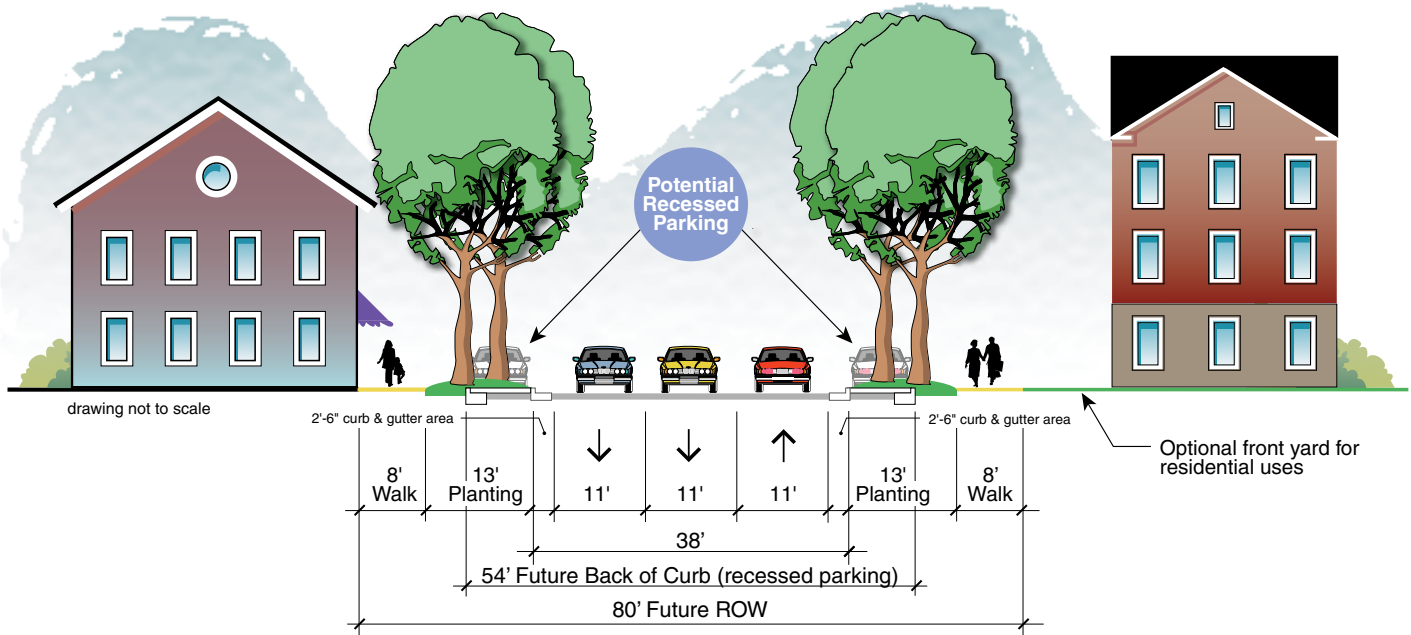 Potential
Recessed
Parking
drawing not to scale
2'-6" curb & gutter area
2'-6" curb & gutter area
Optional front yard for
residential uses
8'
Walk
13'
Planting
11'
11'
11'
13'
Planting
8’
Walk
38’
54’ Future Back of Curb (recessed parking)
80’ Future ROW